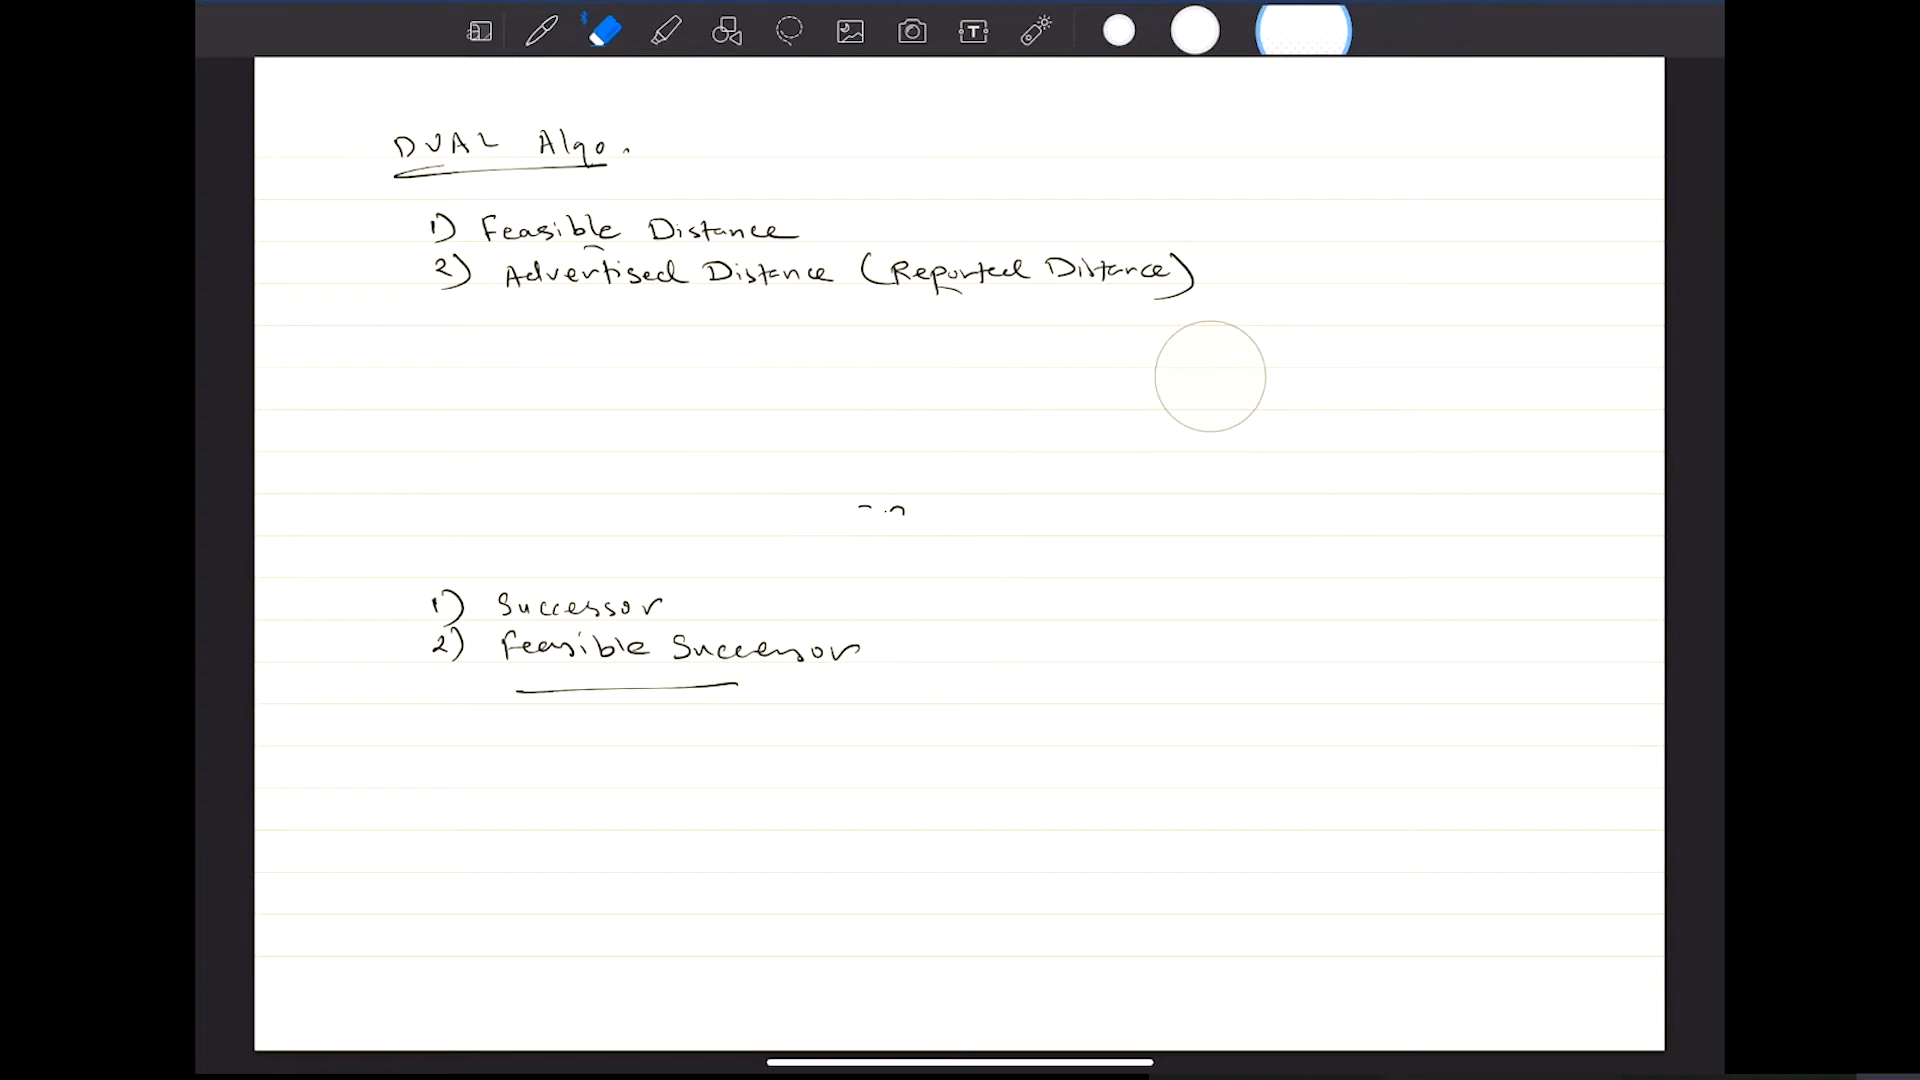 DUAL Algo.
1) Feasible Distance
2) Advertised Distance (Reported Distance)
1) Successor
2) Feasible Successor